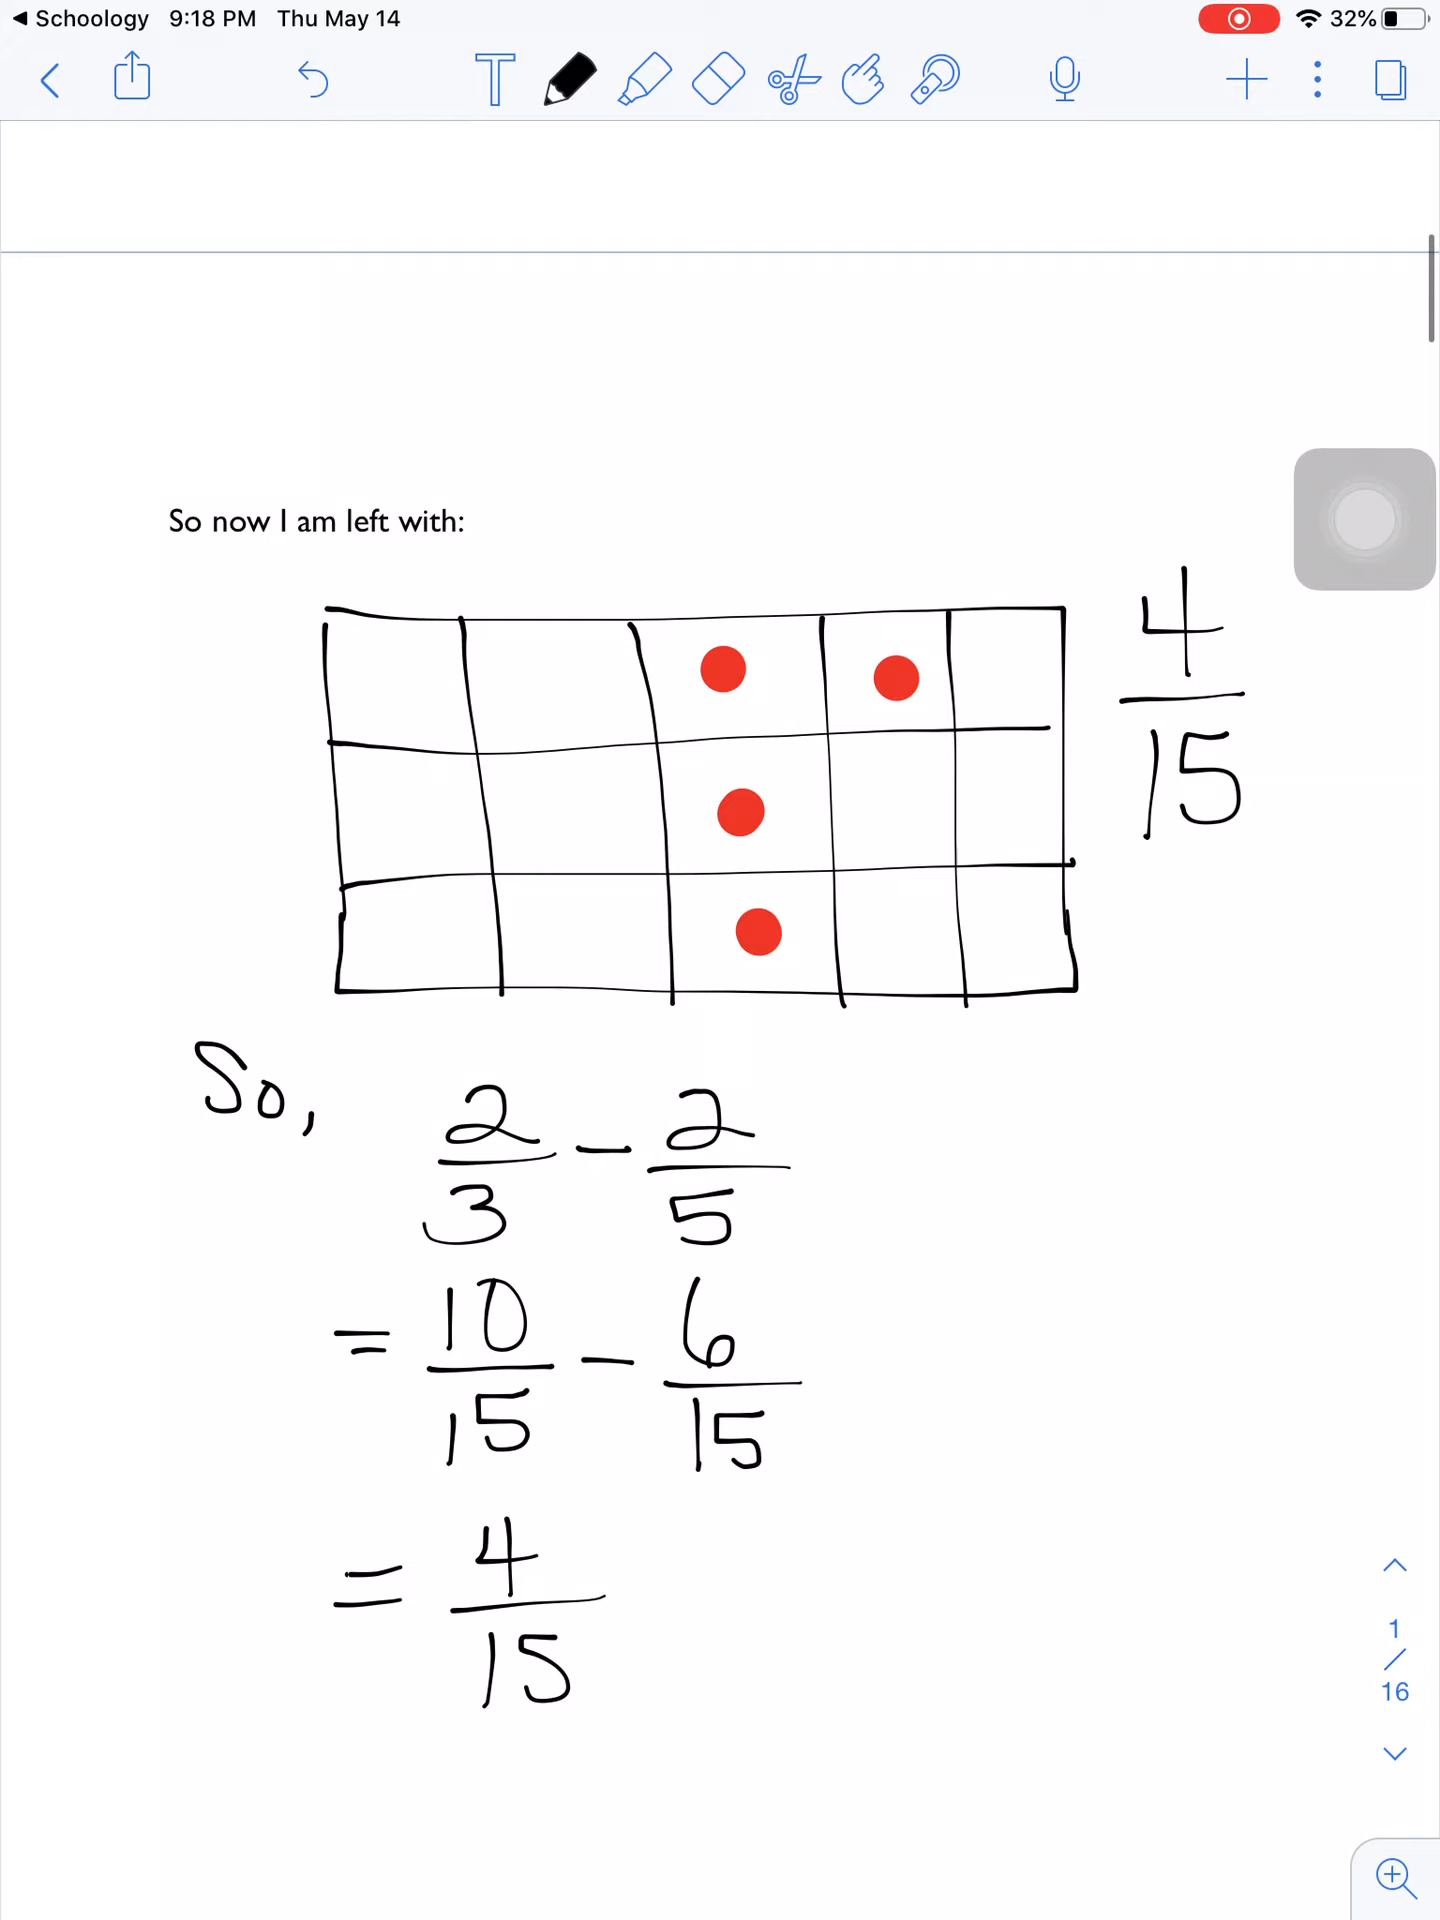 Schoology 9:18 PM Thu May 14 32%
T
So now I am left with:
4
15
So,
2/3 - 2/5
= 10/15 - 6/15
= 4/15
1
/
16